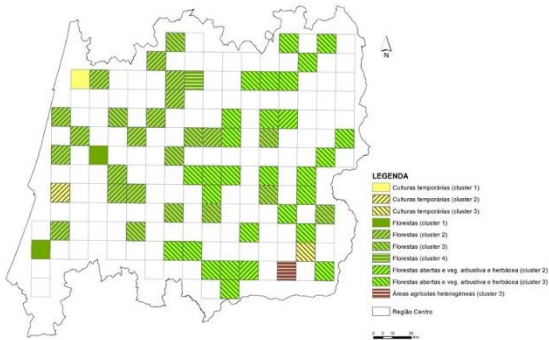 N
LEGENDA
Culturas temporárias (cluster 1)
Culturas temporárias (cluster 2)
Culturas temporárias (cluster 3)
Florestas (cluster 1)
Florestas (cluster 2)
Florestas (cluster 3)
Florestas (cluster 4)
Florestas abertas e veg. arbustiva e herbácea (cluster 2)
Florestas abertas e veg. arbustiva e herbácea (cluster 3)
Áreas agrícolas heterogéneas (cluster 3)
Região Centro